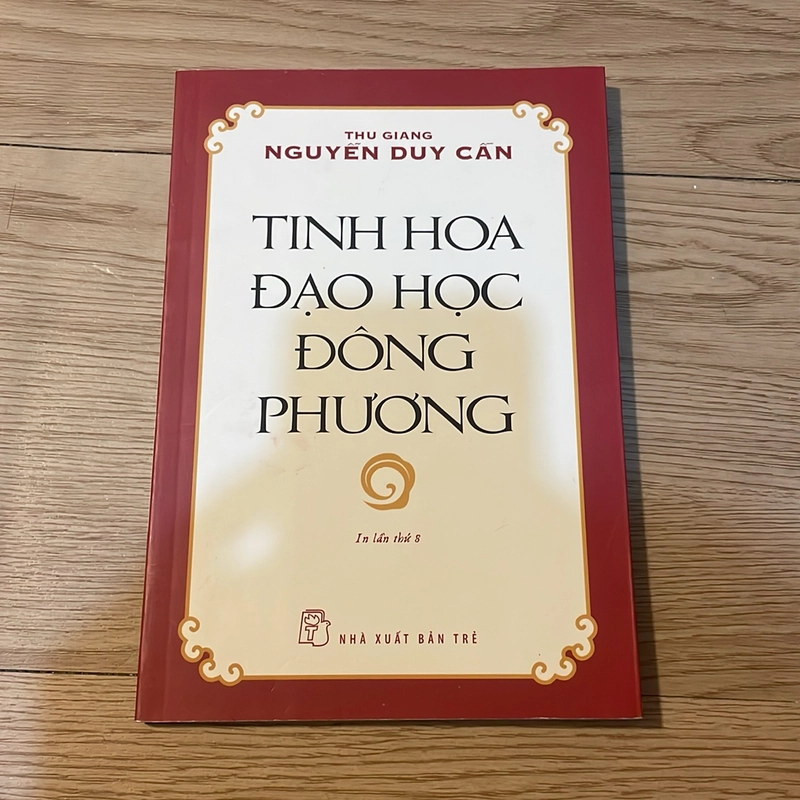 THU GIANG
NGUYỄN DUY CẦN
TINH HOA
ĐẠO HỌC
ĐÔNG
PHƯƠNG
In lần thứ 8
NHÀ XUẤT BẢN TRẺ